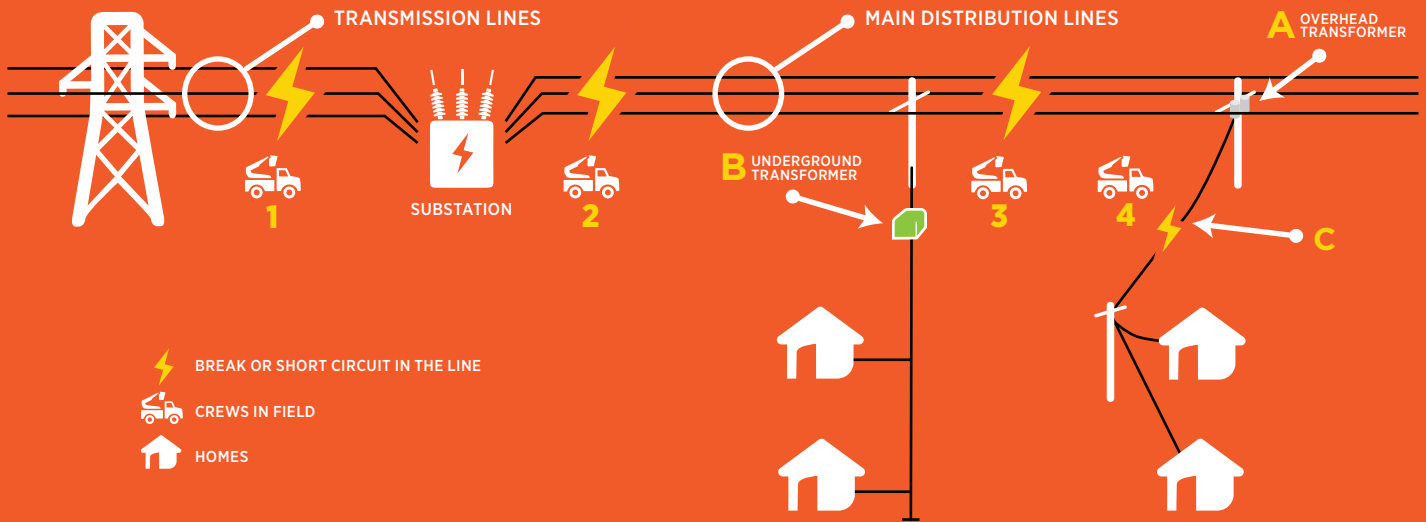 TRANSMISSION LINES
MAIN DISTRIBUTION LINES
A OVERHEAD
TRANSFORMER
B UNDERGROUND
TRANSFORMER
1
SUBSTATION
2
3
4
C
BREAK OR SHORT CIRCUIT IN THE LINE
CREWS IN FIELD
HOMES